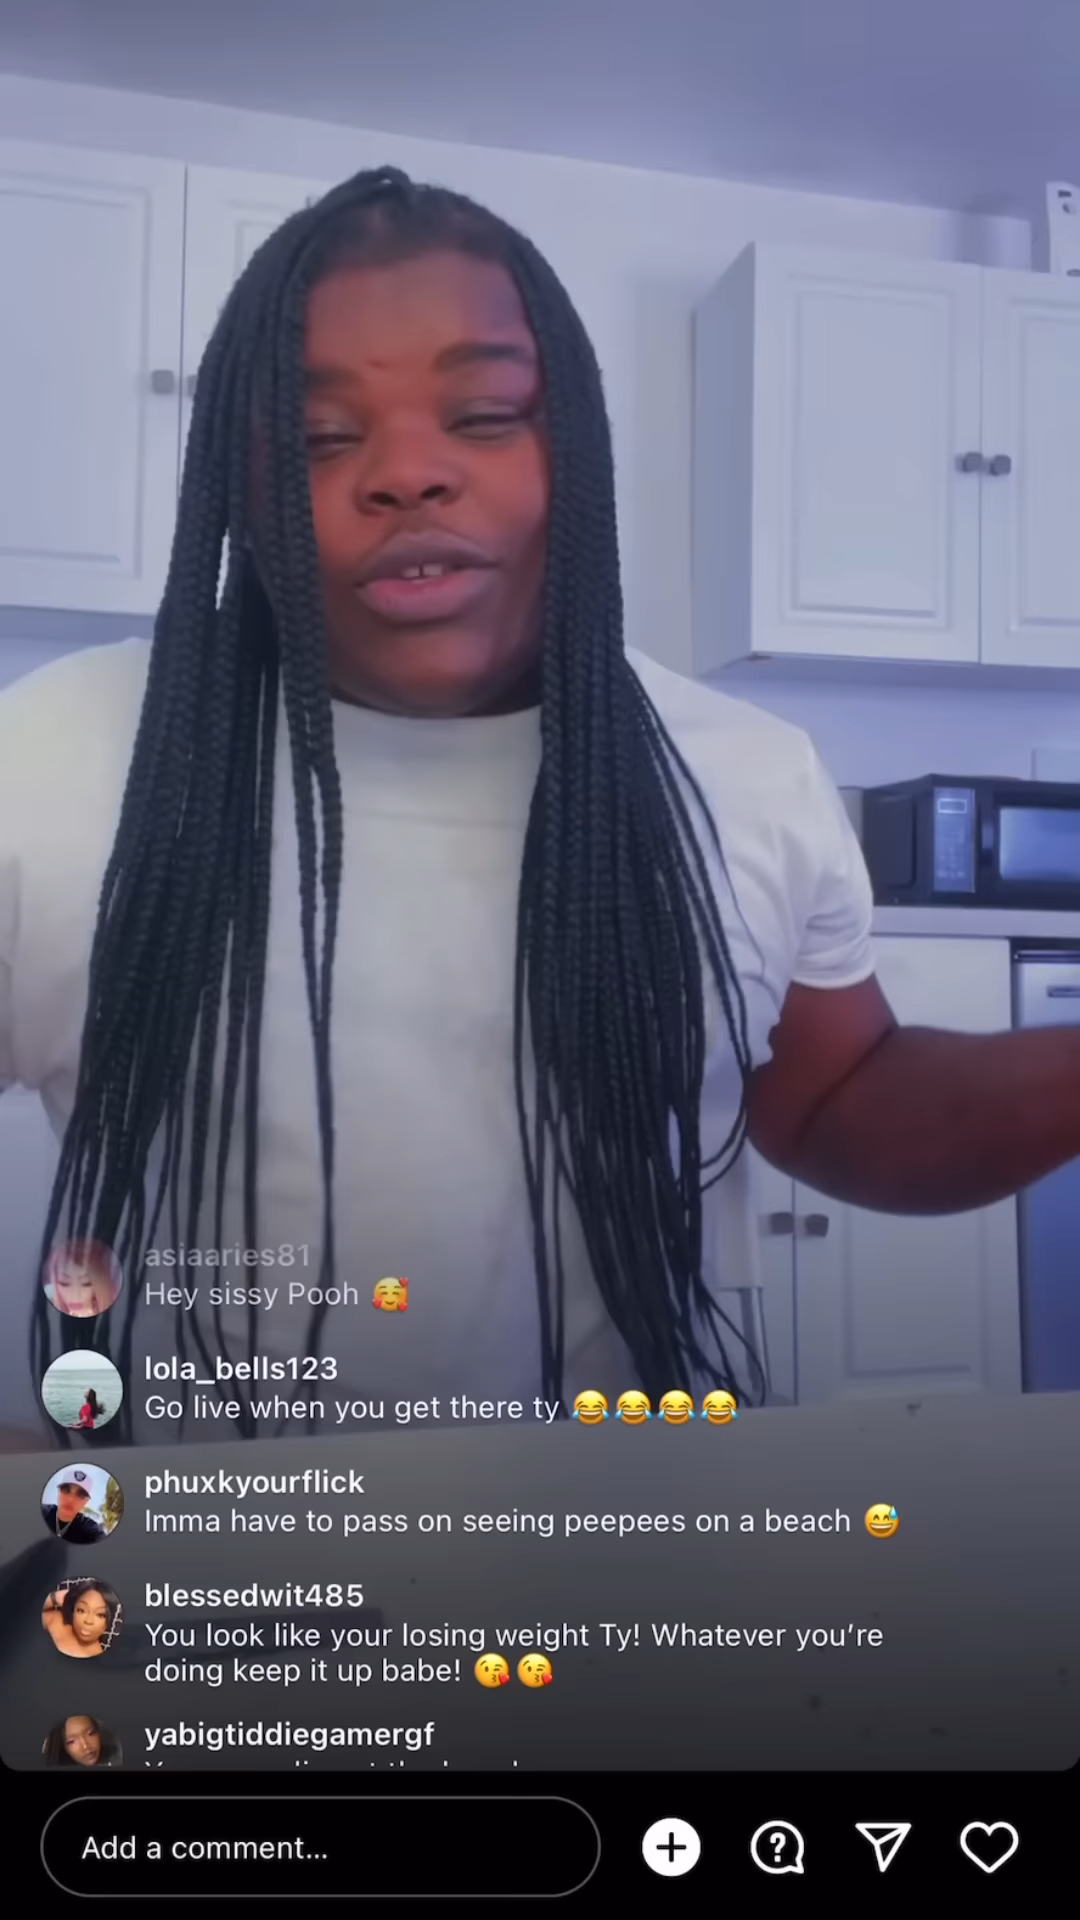 asiaaries81
Hey sissy Pooh 🥰
lola_bells123
Go live when you get there ty 😂😂😂😂
phuxkyourflick
Imma have to pass on seeing peepees on a beach 😅
blessedwit485
You look like your losing weight Ty! Whatever you’re
doing keep it up babe! 😘😘
yabigtiddiegamergf
Add a comment...